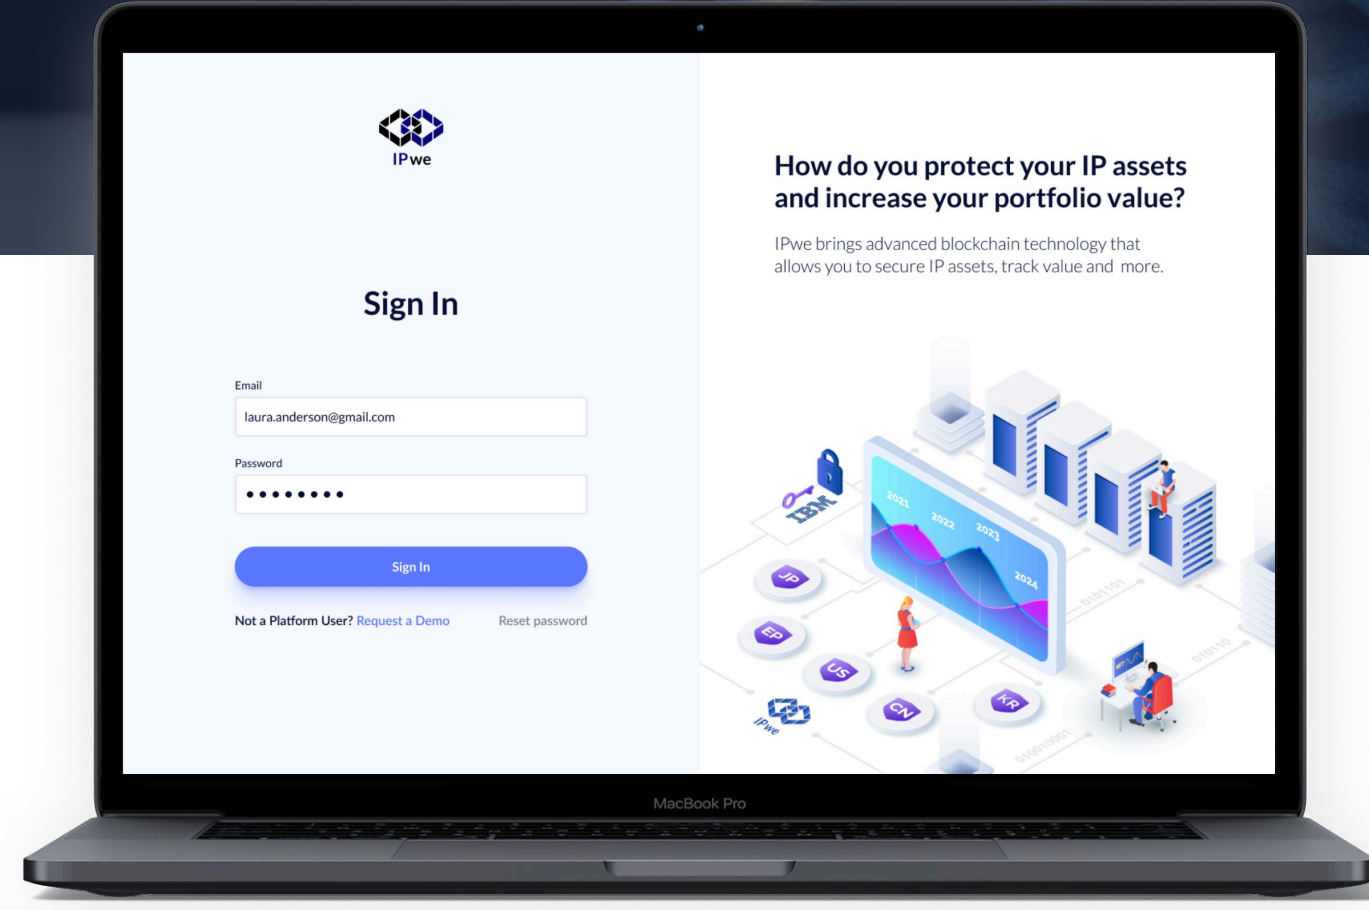 IPwe
Sign In
Email
laura.anderson@gmail.com
Password
Sign In
Not a Platform User? Request a Demo
Reset password
How do you protect your IP assets
and increase your portfolio value?
IPwe brings advanced blockchain technology that
allows you to secure IP assets, track value and more.
IBM
2021
2022
2023
2024
JP
EP
US
CN
KR
IPwe
0101101
010110
010010001
MacBook Pro